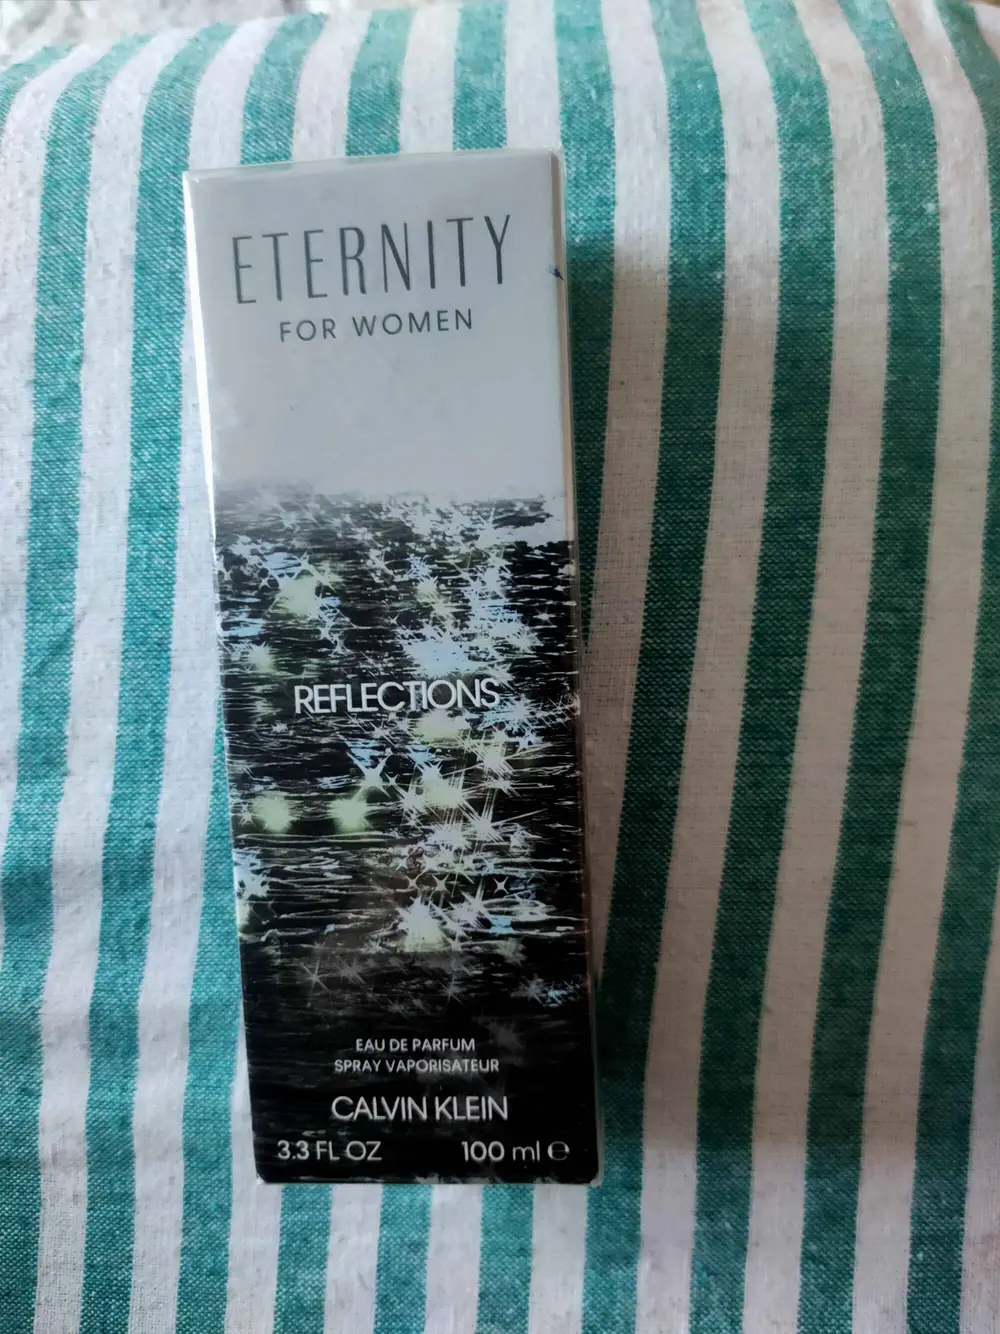 ETERNITY
FOR WOMEN
REFLECTIONS
EAU DE PARFUM
SPRAY VAPORISATEUR
CALVIN KLEIN
3.3 FL OZ 100 ml ℮